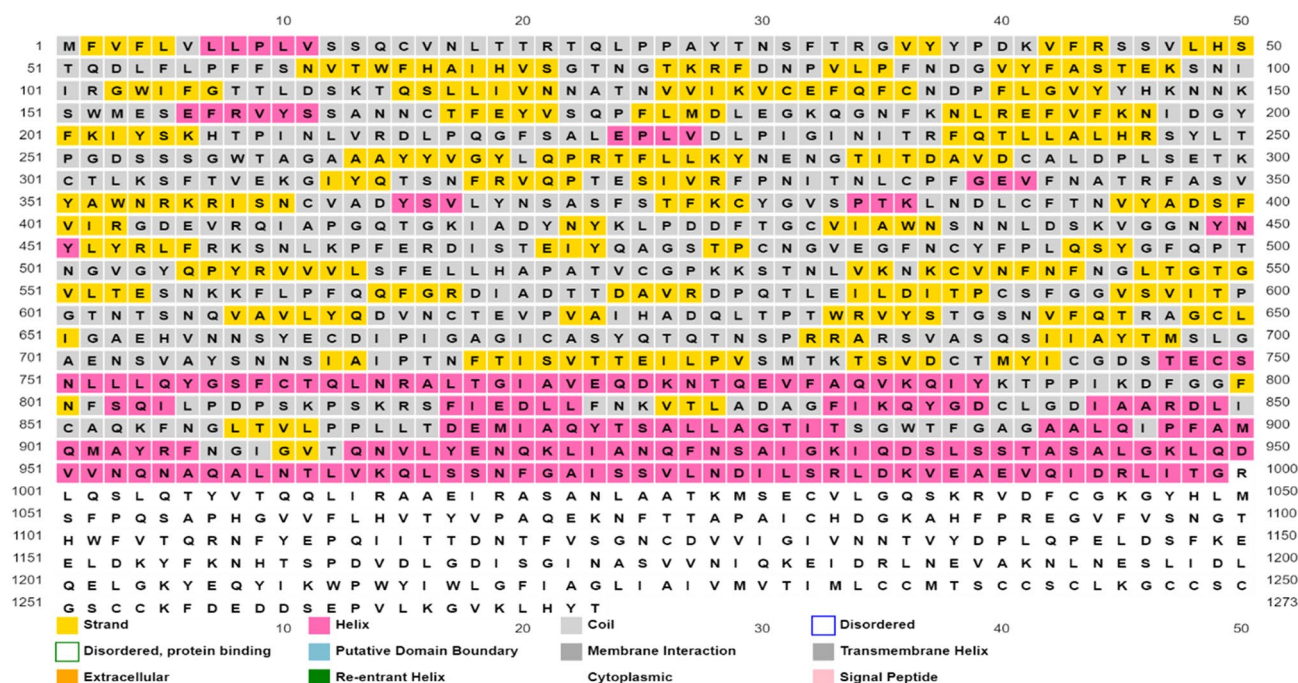 10 20 30 40 50
1 M F V F L V L L P L V S S Q C V N L T T R T Q L P P A Y T N S F T R G V Y Y P D K V F R S S V L H S 50
51 T Q D L F L P F F S N V T W F H A I H V S G T N G T K R F D N P V L P F N D G V Y F A S T E K S N I 100
101 I R G W I F G T T L D S K T Q S L L I V N N A T N V V I K V C E F Q F C N D P F L G V Y Y H K N N K 150
151 S W M E S E F R V Y S S A N N C T F E Y V S Q P F L M D L E G K Q G N F K N L R E F V F K N I D G Y 200
201 F K I Y S K H T P I N L V R D L P Q G F S A L E P L V D L P I G I N I T R F Q T L L A L H R S Y L T 250
251 P G D S S S G W T A G A A A Y Y V G Y L Q P R T F L L K Y N E N G T I T D A V D C A L D P L S E T K 300
301 C T L K S F T V E K G I Y Q T S N F R V Q P T E S I V R F P N I T N L C P F G E V F N A T R F A S V 350
351 Y A W N R K R I S N C V A D Y S V L Y N S A S F S T F K C Y G V S P T K L N D L C F T N V Y A D S F 400
401 V I R G D E V R Q I A P G Q T G K I A D Y N Y K L P D D F T G C V I A W N S N N L D S K V G G N Y N 450
451 Y L Y R L F R K S N L K P F E R D I S T E I Y Q A G S T P C N G V E G F N C Y F P L Q S Y G F Q P T 500
501 N G V G Y Q P Y R V V V L S F E L L H A P A T V C G P K K S T N L V K N K C V N F N F N G L T G T G 550
551 V L T E S N K K F L P F Q Q F G R D I A D T T D A V R D P Q T L E I L D I T P C S F G G V S V I T P 600
601 G T N T S N Q V A V L Y Q D V N C T E V P V A I H A D Q L T P T W R V Y S T G S N V F Q T R A G C L 650
651 I G A E H V N N S Y E C D I P I G A G I C A S Y Q T Q T N S P R R A R S V A S Q S I I A Y T M S L G 700
701 A E N S V A Y S N N S I A I P T N F T I S V T T E I L P V S M T K T S V D C T M Y I C G D S T E C S 750
751 N L L L Q Y G S F C T Q L N R A L T G I A V E Q D K N T Q E V F A Q V K Q I Y K T P P I K D F G G F 800
801 N F S Q I L P D P S K P S K R S F I E D L L F N K V T L A D A G F I K Q Y G D C L G D I A A R D L I 850
851 C A Q K F N G L T V L P P L L T D E M I A Q Y T S A L L A G T I T S G W T F G A G A A L Q I P F A M 900
901 Q M A Y R F N G I G V T Q N V L Y E N Q K L I A N Q F N S A I G K I Q D S L S S T A S A L G K L Q D 950
951 V V N Q N A Q A L N T L V K Q L S S N F G A I S S V L N D I L S R L D K V E A E V Q I D R L I T G R 1000
1001 L Q S L Q T Y V T Q Q L I R A A E I R A S A N L A A T K M S E C V L G Q S K R V D F C G K G Y H L M 1050
1051 S F P Q S A P H G V V F L H V T Y V P A Q E K N F T T A P A I C H D G K A H F P R E G V F V S N G T 1100
1101 H W F V T Q R N F Y E P Q I I T T D N T F V S G N C D V V I G I V N N T V Y D P L Q P E L D S F K E 1150
1151 E L D K Y F K N H T S P D V D L G D I S G I N A S V V N I Q K E I D R L N E V A K N L N E S L I D L 1200
1201 Q E L G K Y E Q Y I K W P W Y I W L G F I A G L I A I V M V T I M L C C M T S C C S C L K G C C S C 1250
1251 G S C C K F D E D D S E P V L K G V K L H Y T 1273
10 20 30 40 50
Strand Helix Coil Disordered
Disordered, protein binding Putative Domain Boundary Membrane Interaction Transmembrane Helix
Extracellular Re-entrant Helix Cytoplasmic Signal Peptide